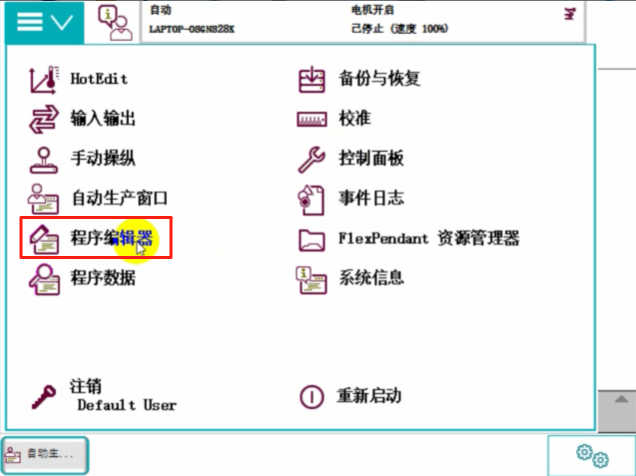 自动
LAPTOP-OSGNS28K
电机开启
已停止 (速度 100%)
HotEdit
输入输出
手动操纵
自动生产窗口
程序编辑器
程序数据
备份与恢复
校准
控制面板
事件日志
FlexPendant 资源管理器
系统信息
注销
Default User
重新启动
自动生...